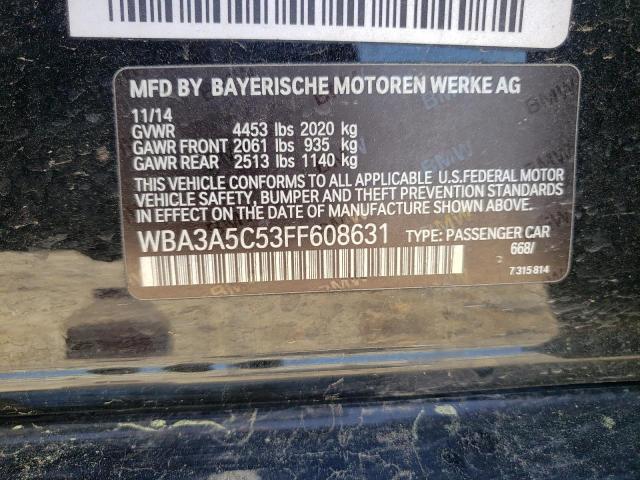 MFD BY BAYERISCHE MOTOREN WERKE AG
11/14
GVWR 4453 lbs 2020 kg
GAWR FRONT 2061 lbs 935 kg
GAWR REAR 2513 lbs 1140 kg
THIS VEHICLE CONFORMS TO ALL APPLICABLE U.S.FEDERAL MOTOR
VEHICLE SAFETY, BUMPER AND THEFT PREVENTION STANDARDS
IN EFFECT ON THE DATE OF MANUFACTURE SHOWN ABOVE.
WBA3A5C53FF608631 TYPE: PASSENGER CAR
668/
7 315 814